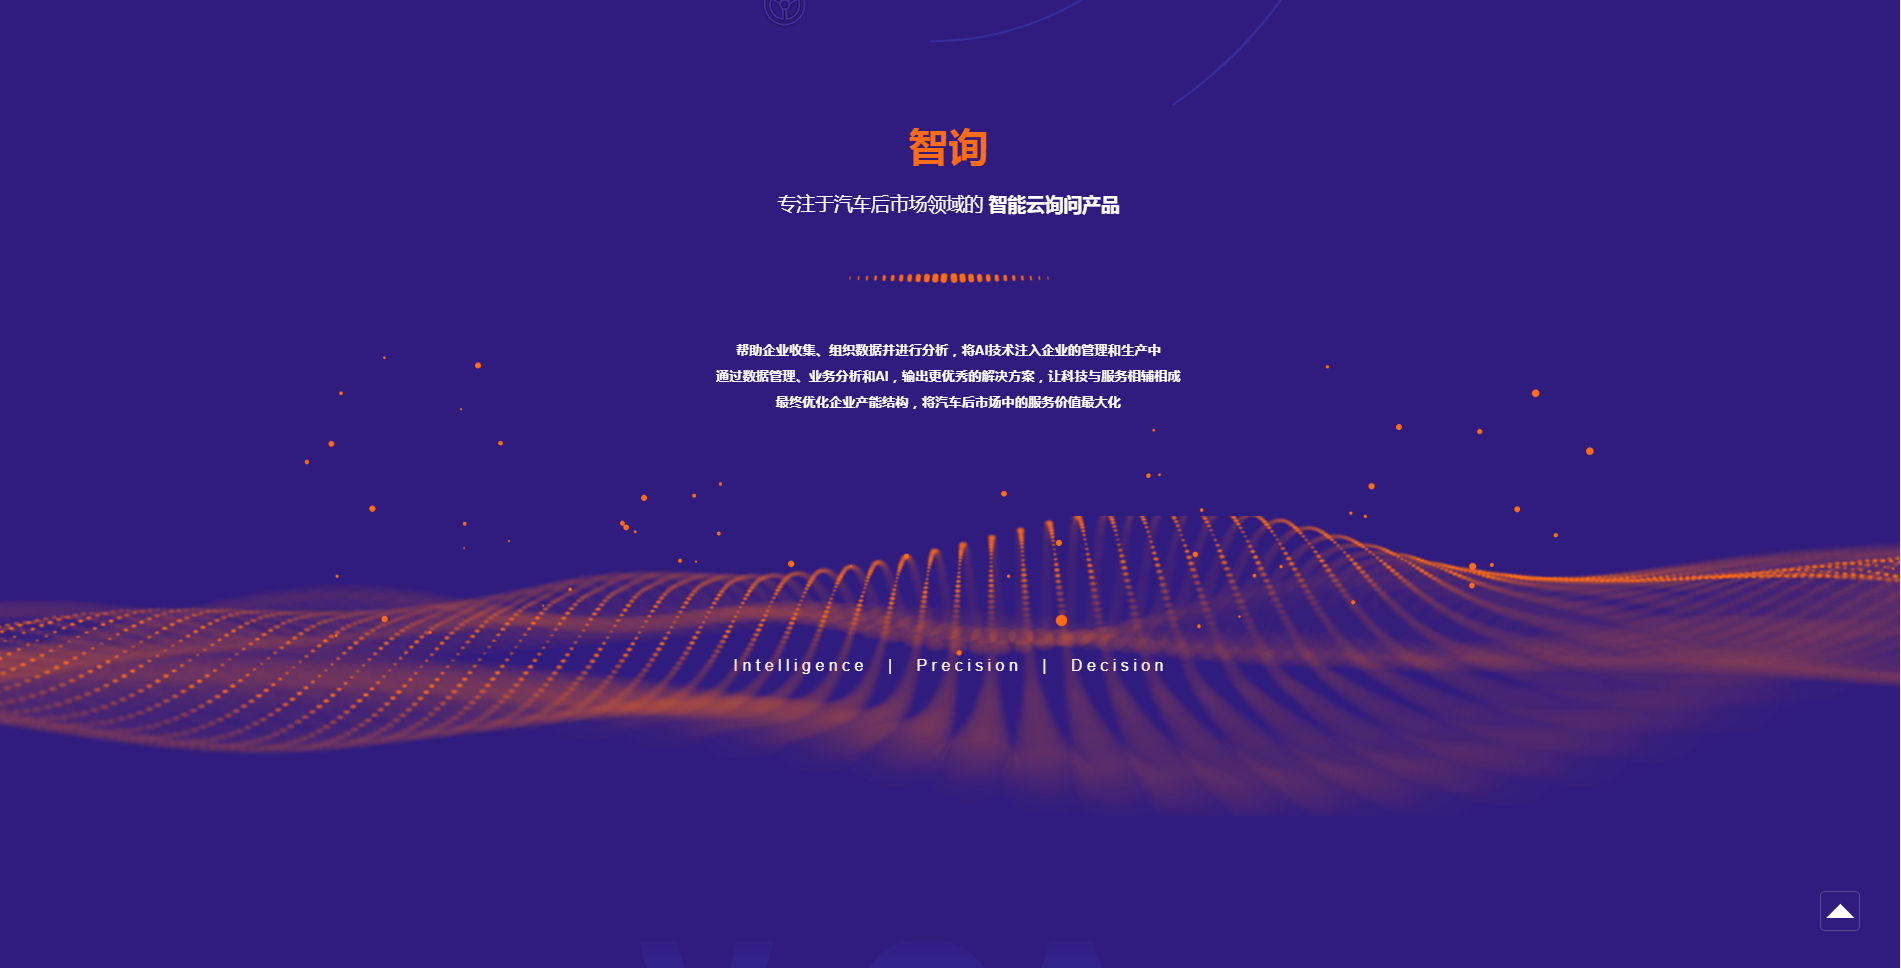 智询
专注于汽车后市场领域的 智能云询问产品
帮助企业收集、组织数据并进行分析，将AI技术注入企业的管理和生产中
通过数据管理、业务分析和AI，输出更优秀的解决方案，让科技与服务相辅相成
最终优化企业产能结构，将汽车后市场中的服务价值最大化
Intelligence | Precision | Decision